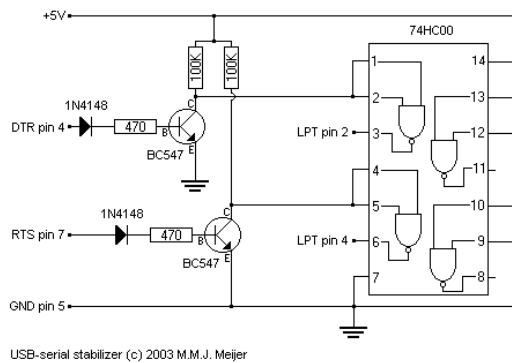 +5V
74HC00
100K
100K
1
14
13
1N4148
C
2
DTR pin 4
470
B
LPT pin 2
3
12
E
BC547
11
4
10
1N4148
C
5
RTS pin 7
470
B
LPT pin 4
6
9
E
BC547
7
8
GND pin 5
USB-serial stabilizer (c) 2003 M.M.J. Meijer